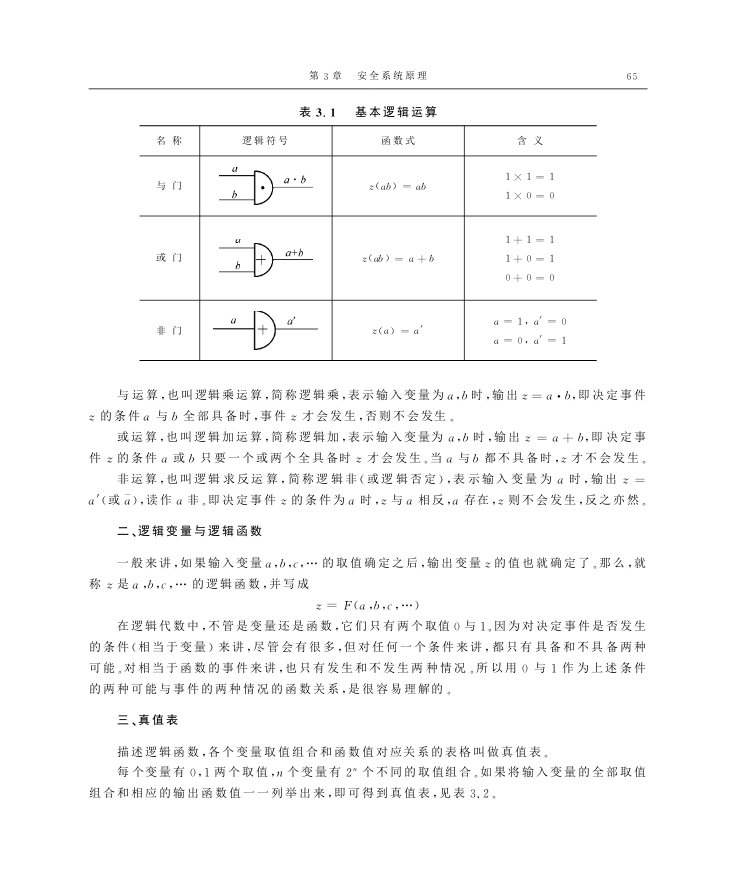 第 3 章 安全系统原理 65
表 3.1 基本逻辑运算
名 称 逻辑符号 函数式 含 义
与 门 a b a·b z(ab) = ab 1×1=1
1×0=0
或 门 a b a+b z(ab) = a+b 1+1=1
1+0=1
0+0=0
非 门 a a′ z(a) = a′ a=1,a′=0
a=0,a′=1
与运算,也叫逻辑乘运算,简称逻辑乘,表示输入变量为 a,b 时,输出 z=a·b,即决定事件
z 的条件 a 与 b 全部具备时,事件 z 才会发生,否则不会发生。
或运算,也叫逻辑加运算,简称逻辑加,表示输入变量为 a,b 时,输出 z=a+b,即决定事
件 z 的条件 a 或 b 只要一个或两个全具备时 z 才会发生。当 a 与 b 都不具备时,z 才不会发生。
非运算,也叫逻辑求反运算,简称逻辑非(或逻辑否定),表示输入变量为 a 时,输出 z=
a′(或 a̅),读作 a 非。即决定事件 z 的条件为 a 时,z 与 a 相反,a 存在,z 则不会发生,反之亦然。
二、逻辑变量与逻辑函数
一般来讲,如果输入变量 a,b,c,… 的取值确定之后,输出变量 z 的值也就确定了。那么,就
称 z 是 a,b,c,… 的逻辑函数,并写成
z = F(a,b,c,…)
在逻辑代数中,不管是变量还是函数,它们只有两个取值 0 与 1。因为对决定事件是否发生
的条件(相当于变量)来讲,尽管会有很多,但对任何一个条件来讲,都只有具备和不具备两种
可能。对相当于函数的事件来讲,也只有发生和不发生两种情况。所以用 0 与 1 作为上述条件
的两种可能与事件的两种情况的函数关系,是很容易理解的。
三、真值表
描述逻辑函数,各个变量取值组合和函数值对应关系的表格叫做真值表。
每个变量有 0,1 两个取值,n 个变量有 2ⁿ 个不同的取值组合。如果将输入变量的全部取值
组合和相应的输出函数值一一列举出来,即可得到真值表,见表 3.2。